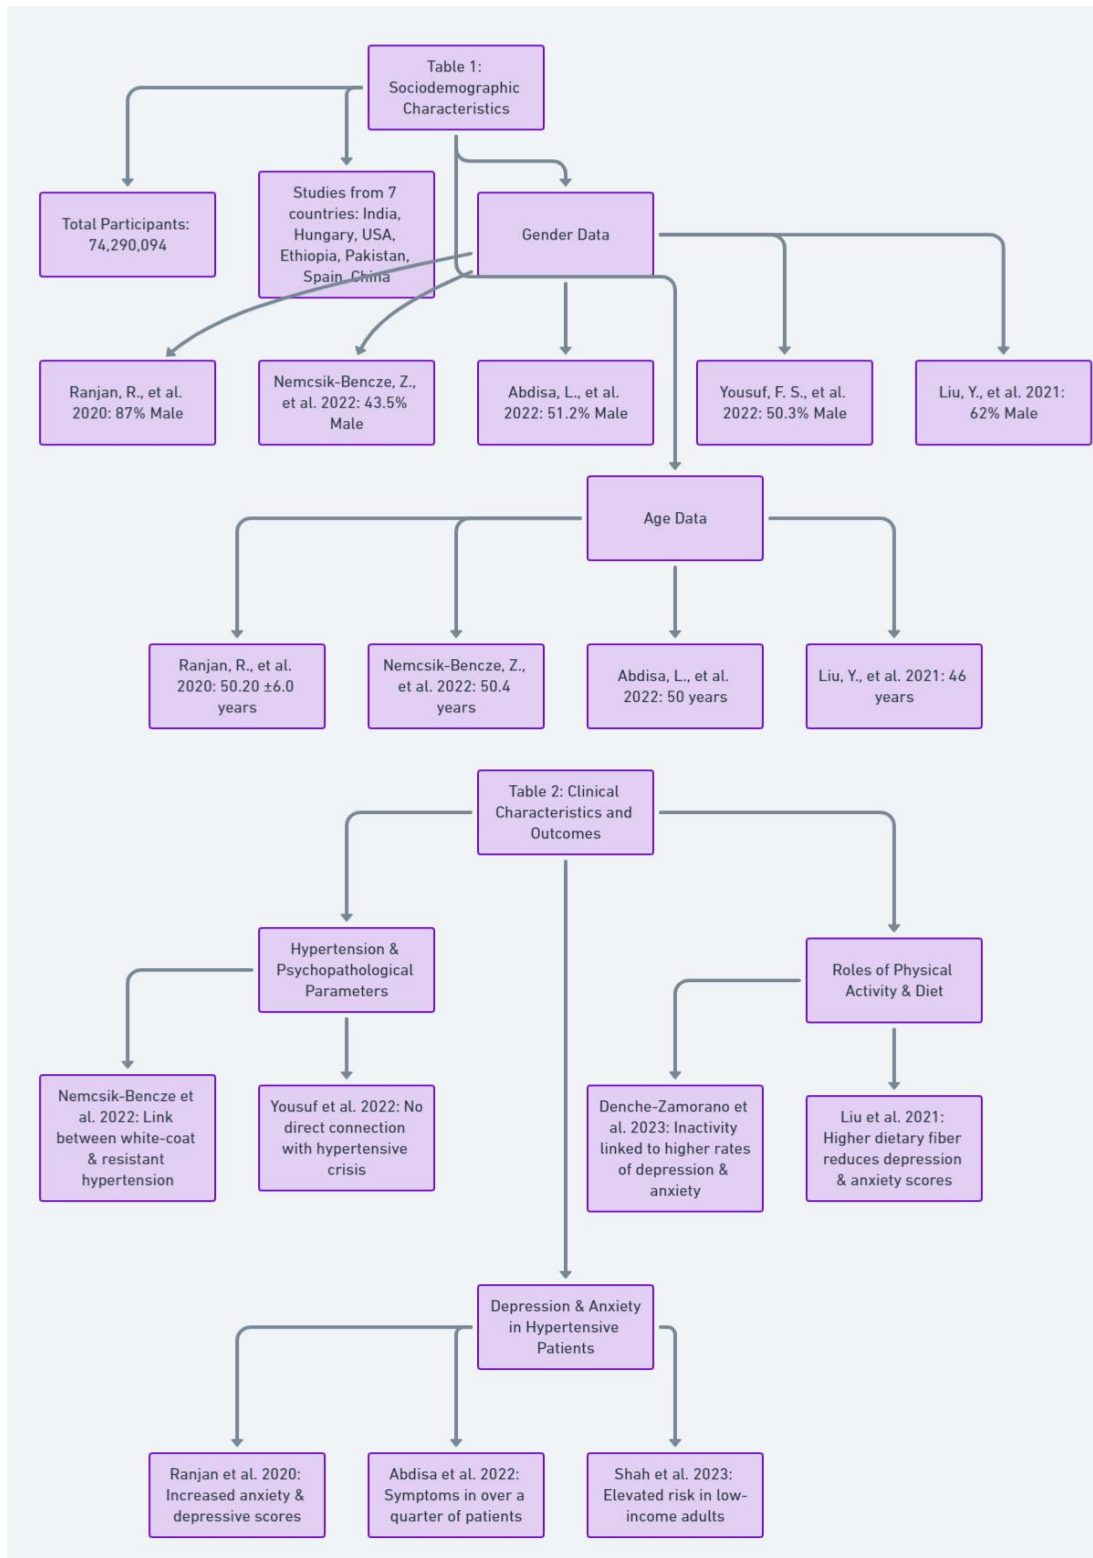 Table 1:
Sociodemographic
Characteristics
Total Participants:
74,290,094
Studies from 7
countries: India,
Hungary, USA,
Ethiopia, Pakistan,
Spain, China
Gender Data
Ranjan, R., et al.
2020: 87% Male
Nemcsik-Bencze, Z.,
et al. 2022: 43.5%
Male
Abdisa, L., et al.
2022: 51.2% Male
Yousuf, F. S., et al.
2022: 50.3% Male
Liu, Y., et al. 2021:
62% Male
Age Data
Ranjan, R., et al.
2020: 50.20 ±6.0
years
Nemcsik-Bencze, Z.,
et al. 2022: 50.4
years
Abdisa, L., et al.
2022: 50 years
Liu, Y., et al. 2021: 46
years
Table 2: Clinical
Characteristics and
Outcomes
Hypertension &
Psychopathological
Parameters
Roles of Physical
Activity & Diet
Nemcsik-Bencze et
al. 2022: Link
between white-coat
& resistant
hypertension
Yousuf et al. 2022: No
direct connection
with hypertensive
crisis
Denche-Zamorano et
al. 2023: Inactivity
linked to higher rates
of depression &
anxiety
Liu et al. 2021:
Higher dietary fiber
reduces depression
& anxiety scores
Depression & Anxiety
in Hypertensive
Patients
Ranjan et al. 2020:
Increased anxiety &
depressive scores
Abdisa et al. 2022:
Symptoms in over a
quarter of patients
Shah et al. 2023:
Elevated risk in low-
income adults